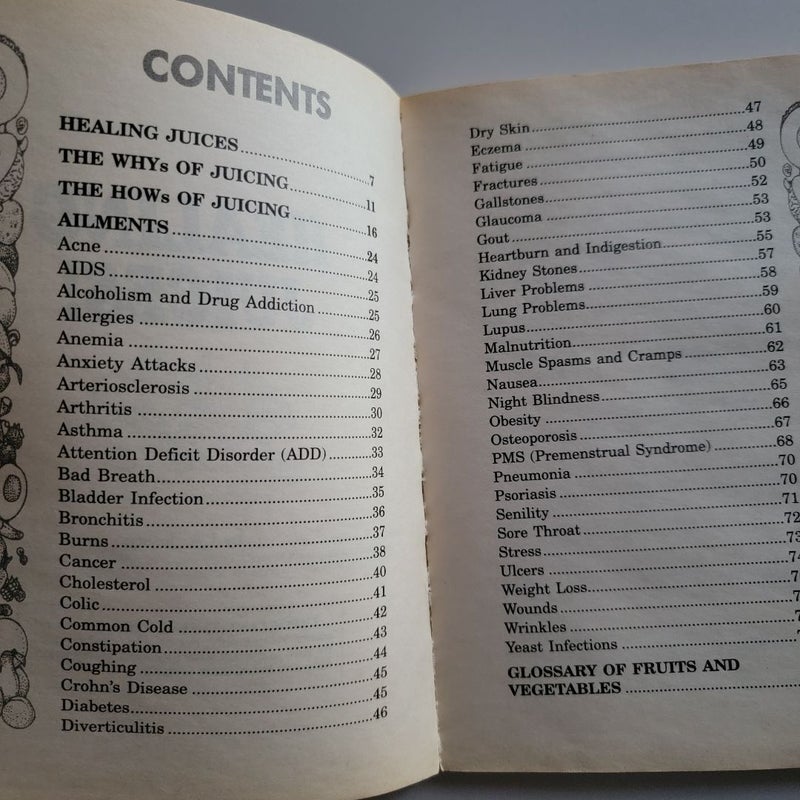 CONTENTS
HEALING JUICES..........7
THE WHYs OF JUICING..........11
THE HOWs OF JUICING..........16
AILMENTS..........24
Acne..........24
AIDS..........25
Alcoholism and Drug Addiction..........25
Allergies..........26
Anemia..........27
Anxiety Attacks..........28
Arteriosclerosis..........29
Arthritis..........30
Asthma..........32
Attention Deficit Disorder (ADD)..........33
Bad Breath..........34
Bladder Infection..........35
Bronchitis..........36
Burns..........37
Cancer..........38
Cholesterol..........40
Colic..........41
Common Cold..........42
Constipation..........43
Coughing..........44
Crohn's Disease..........45
Diabetes..........45
Diverticulitis..........46
Dry Skin..........47
Eczema..........48
Fatigue..........49
Fractures..........50
Gallstones..........52
Glaucoma..........53
Gout..........53
Heartburn and Indigestion..........55
Kidney Stones..........57
Liver Problems..........58
Lung Problems..........59
Lupus..........60
Malnutrition..........61
Muscle Spasms and Cramps..........62
Nausea..........63
Night Blindness..........65
Obesity..........66
Osteoporosis..........67
PMS (Premenstrual Syndrome)..........68
Pneumonia..........70
Psoriasis..........70
Senility..........71
Sore Throat..........72
Stress..........73
Ulcers..........74
Weight Loss..........
Wounds..........
Wrinkles..........
Yeast Infections..........
GLOSSARY OF FRUITS AND
VEGETABLES..........